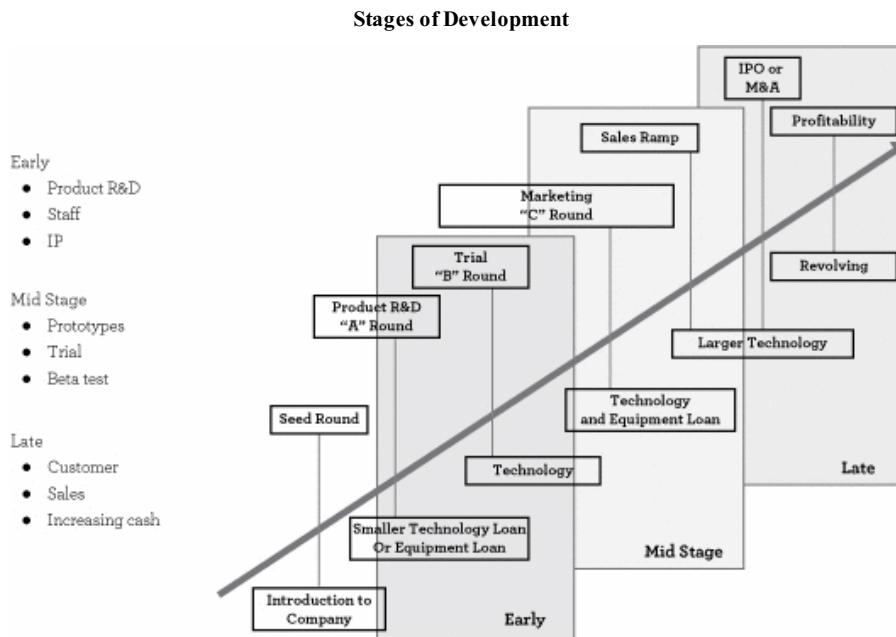 Stages of Development
Early
● Product R&D
● Staff
● IP
Mid Stage
● Prototypes
● Trial
● Beta test
Late
● Customer
● Sales
● Increasing cash
IPO or
M&A
Profitability
Sales Ramp
Marketing
“C” Round
Trial
“B” Round
Product R&D
“A” Round
Seed Round
Revolving
Larger Technology
Technology
and Equipment Loan
Technology
Smaller Technology Loan
Or Equipment Loan
Introduction to
Company
Early
Mid Stage
Late